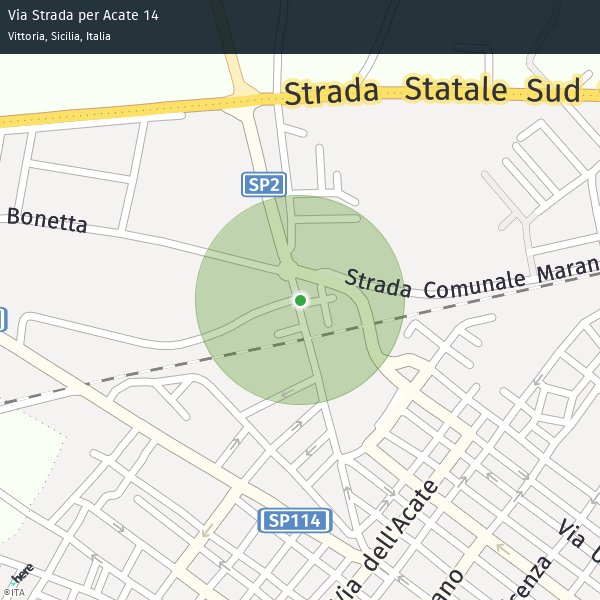 Via Strada per Acate 14
Vittoria, Sicilia, Italia
Strada Statale Sud
SP2
Bonetta
Strada Comunale Maran
SP114
Via dell'Acate
Via
ano
cenza
here
©ITA